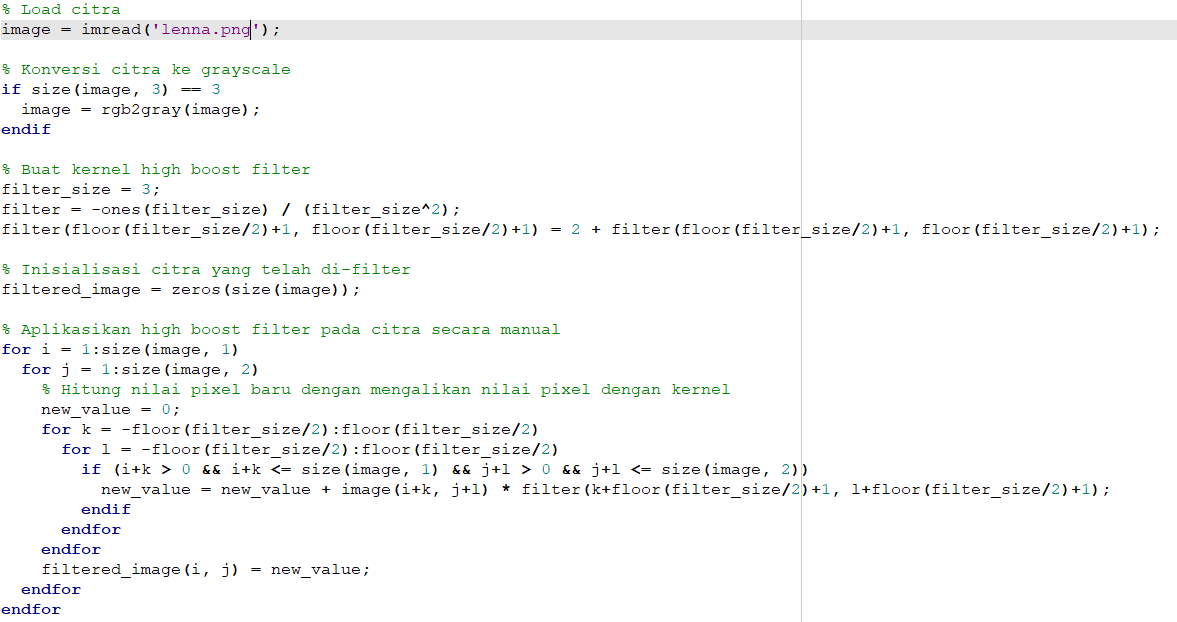 % Load citra
image = imread('lenna.png');
% Konversi citra ke grayscale
if size(image, 3) == 3
  image = rgb2gray(image);
endif
% Buat kernel high boost filter
filter_size = 3;
filter = -ones(filter_size) / (filter_size^2);
filter(floor(filter_size/2)+1, floor(filter_size/2)+1) = 2 + filter(floor(filter_size/2)+1, floor(filter_size/2)+1);
% Inisialisasi citra yang telah di-filter
filtered_image = zeros(size(image));
% Aplikasikan high boost filter pada citra secara manual
for i = 1:size(image, 1)
  for j = 1:size(image, 2)
    % Hitung nilai pixel baru dengan mengalikan nilai pixel dengan kernel
    new_value = 0;
    for k = -floor(filter_size/2):floor(filter_size/2)
      for l = -floor(filter_size/2):floor(filter_size/2)
        if (i+k > 0 && i+k <= size(image, 1) && j+l > 0 && j+l <= size(image, 2))
          new_value = new_value + image(i+k, j+l) * filter(k+floor(filter_size/2)+1, l+floor(filter_size/2)+1);
        endif
      endfor
    endfor
    filtered_image(i, j) = new_value;
  endfor
endfor